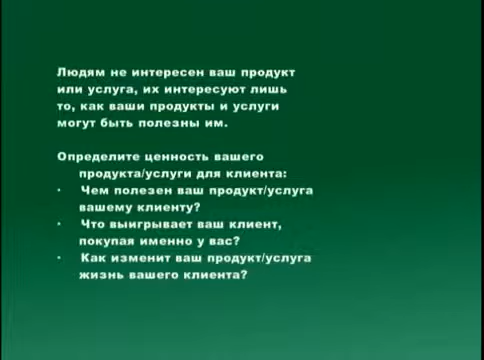 Людям не интересен ваш продукт
или услуга, их интересуют лишь
то, как ваши продукты и услуги
могут быть полезны им.
Определите ценность вашего
продукта/услуги для клиента:
· Чем полезен ваш продукт/услуга
вашему клиенту?
· Что выигрывает ваш клиент,
покупая именно у вас?
· Как изменит ваш продукт/услуга
жизнь вашего клиента?